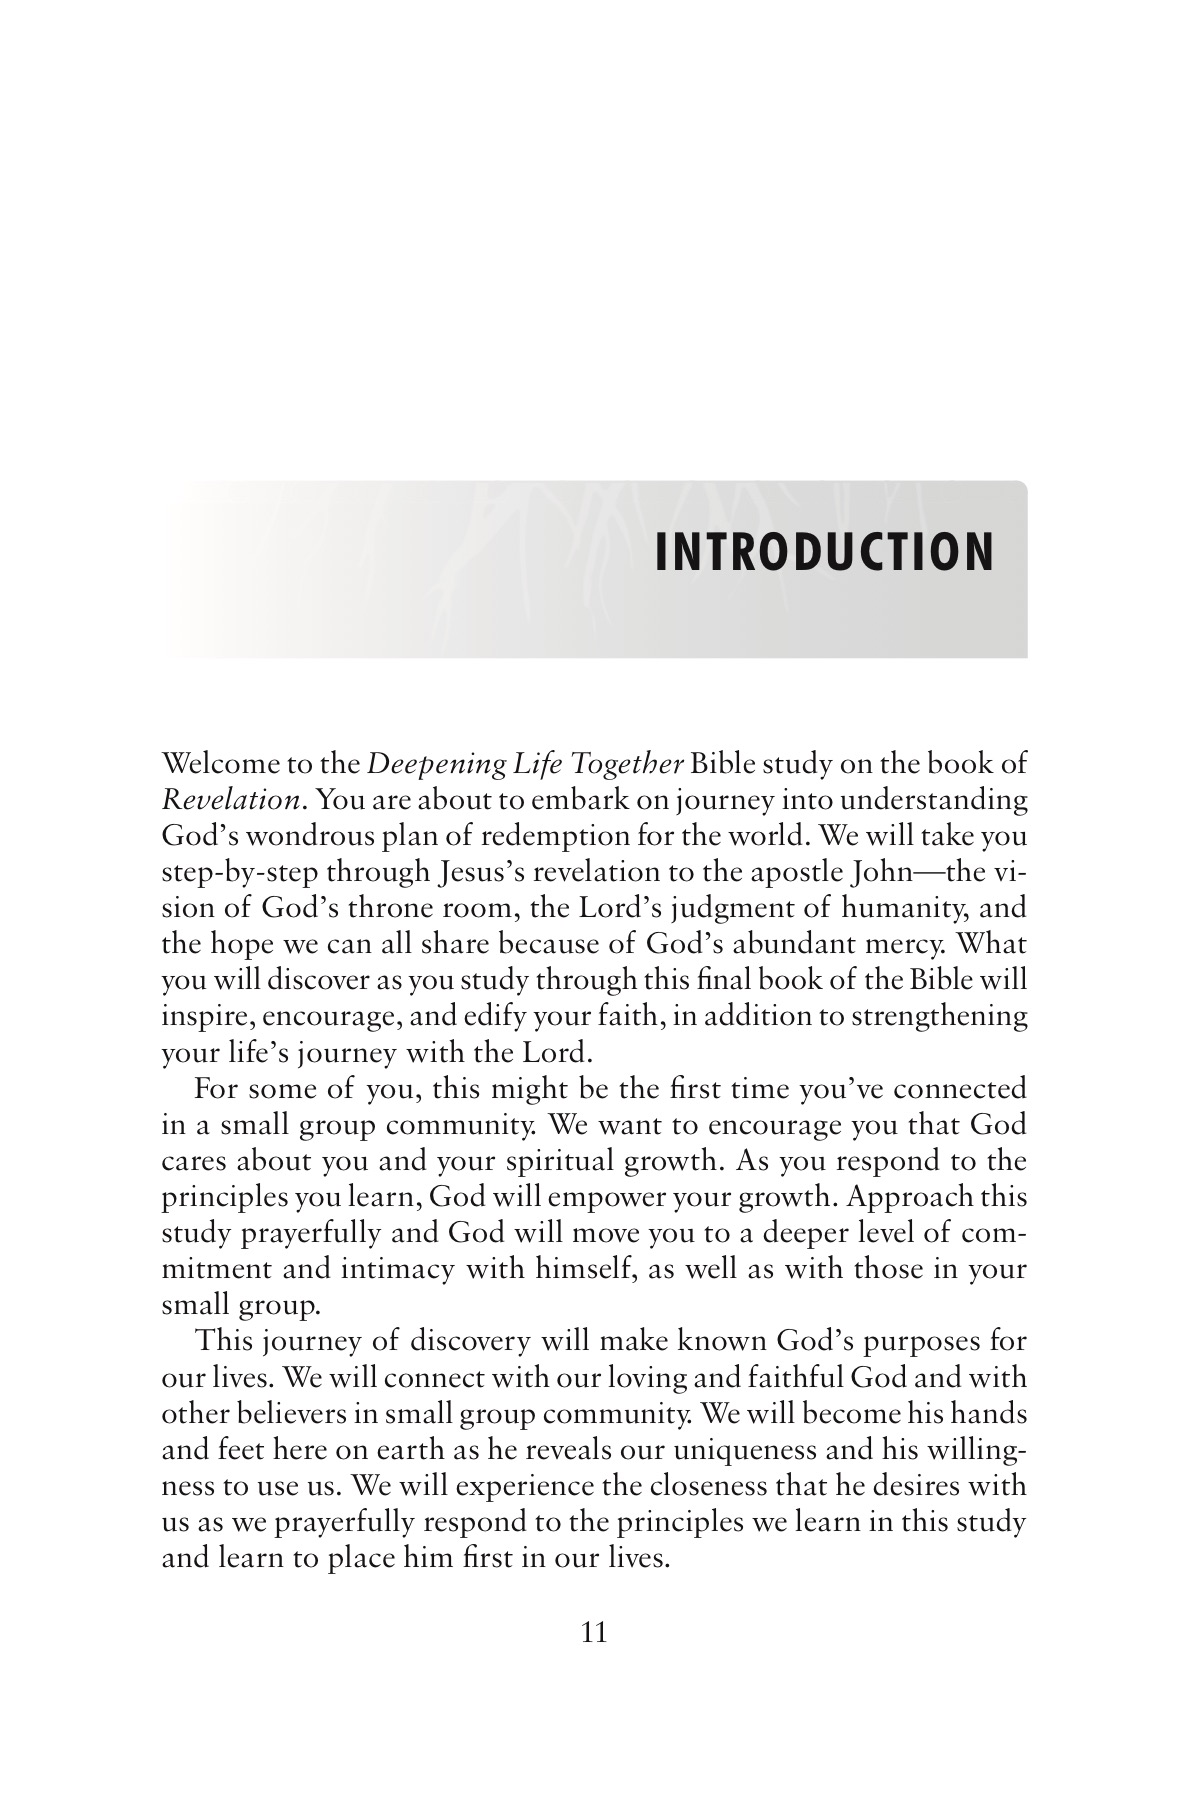 INTRODUCTION
Welcome to the Deepening Life Together Bible study on the book of
Revelation. You are about to embark on journey into understanding
God’s wondrous plan of redemption for the world. We will take you
step-by-step through Jesus’s revelation to the apostle John—the vi-
sion of God’s throne room, the Lord’s judgment of humanity, and
the hope we can all share because of God’s abundant mercy. What
you will discover as you study through this final book of the Bible will
inspire, encourage, and edify your faith, in addition to strengthening
your life’s journey with the Lord.
For some of you, this might be the first time you’ve connected
in a small group community. We want to encourage you that God
cares about you and your spiritual growth. As you respond to the
principles you learn, God will empower your growth. Approach this
study prayerfully and God will move you to a deeper level of com-
mitment and intimacy with himself, as well as with those in your
small group.
This journey of discovery will make known God’s purposes for
our lives. We will connect with our loving and faithful God and with
other believers in small group community. We will become his hands
and feet here on earth as he reveals our uniqueness and his willing-
ness to use us. We will experience the closeness that he desires with
us as we prayerfully respond to the principles we learn in this study
and learn to place him first in our lives.
11